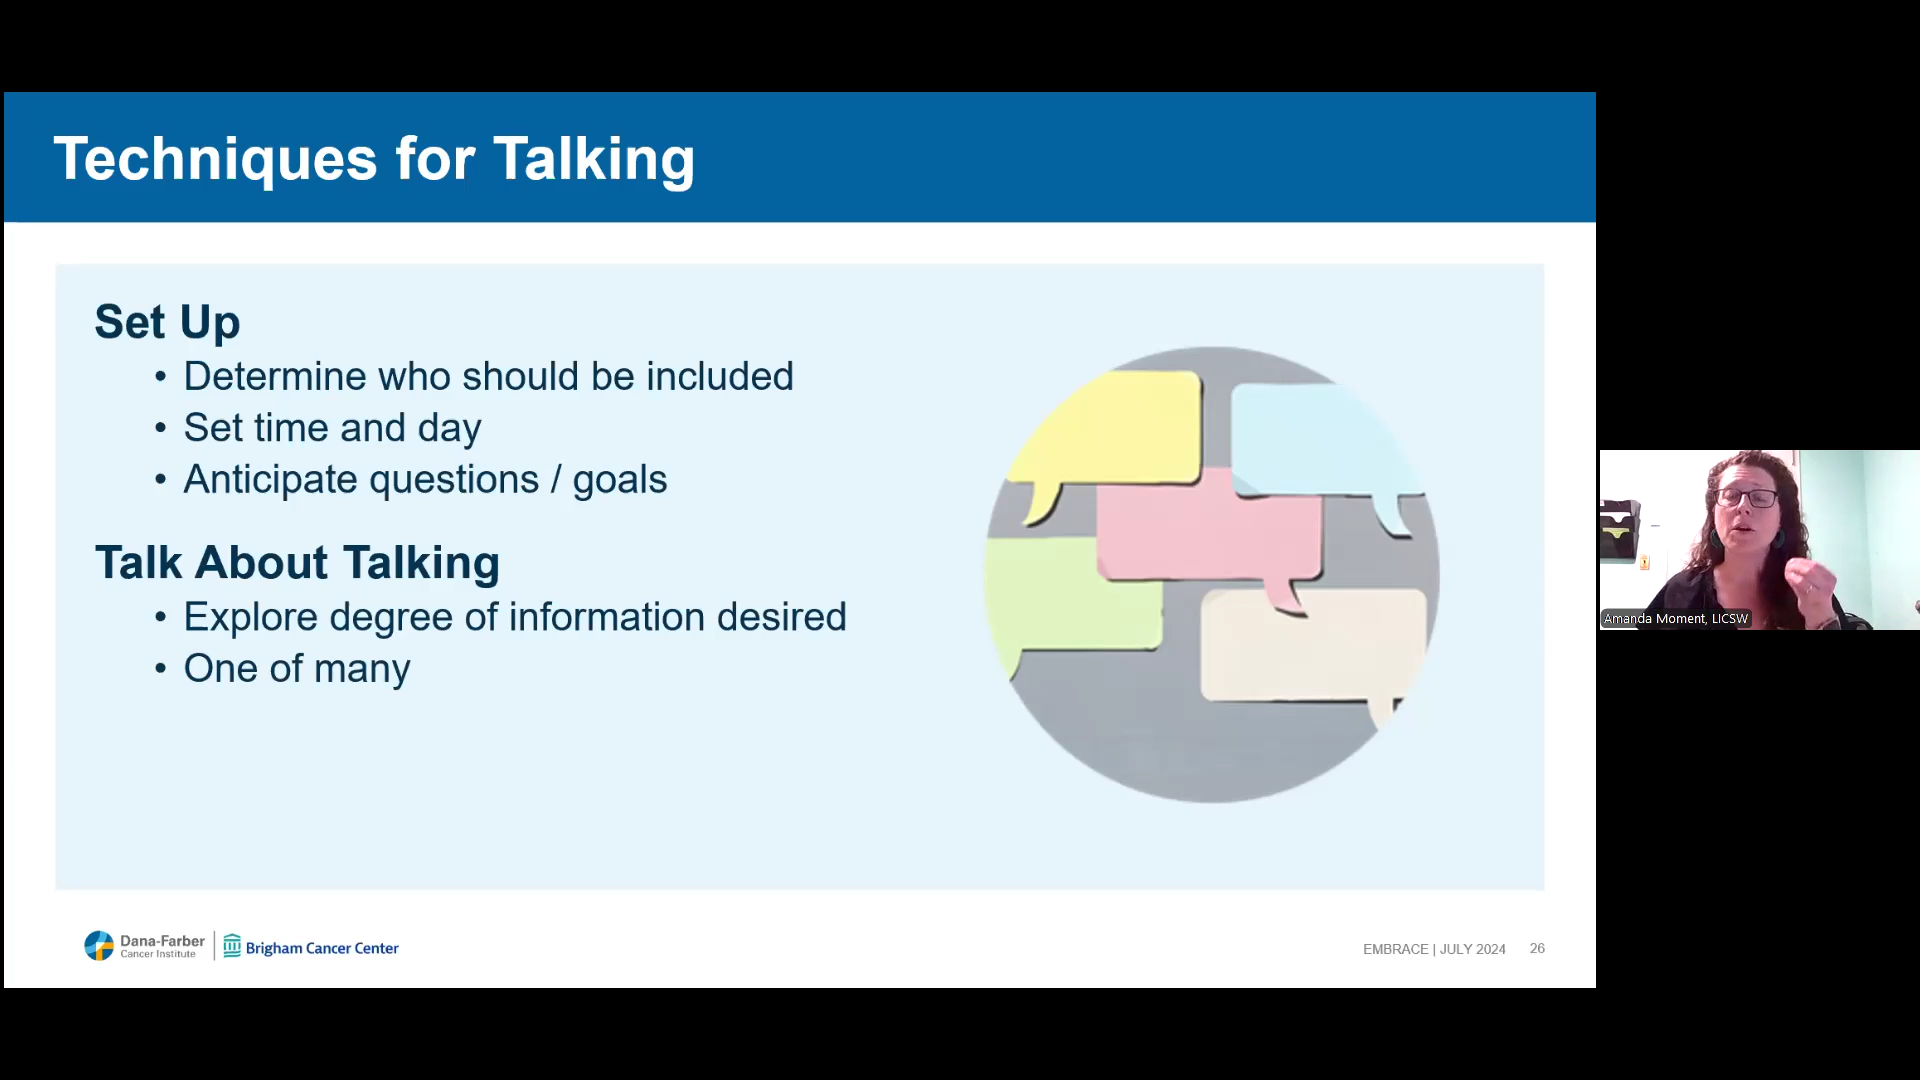 Techniques for Talking
Set Up
• Determine who should be included
• Set time and day
• Anticipate questions / goals
Talk About Talking
• Explore degree of information desired
• One of many
Dana-Farber
Cancer Institute
Brigham Cancer Center
EMBRACE | JULY 2024 26
Amanda Moment, LICSW